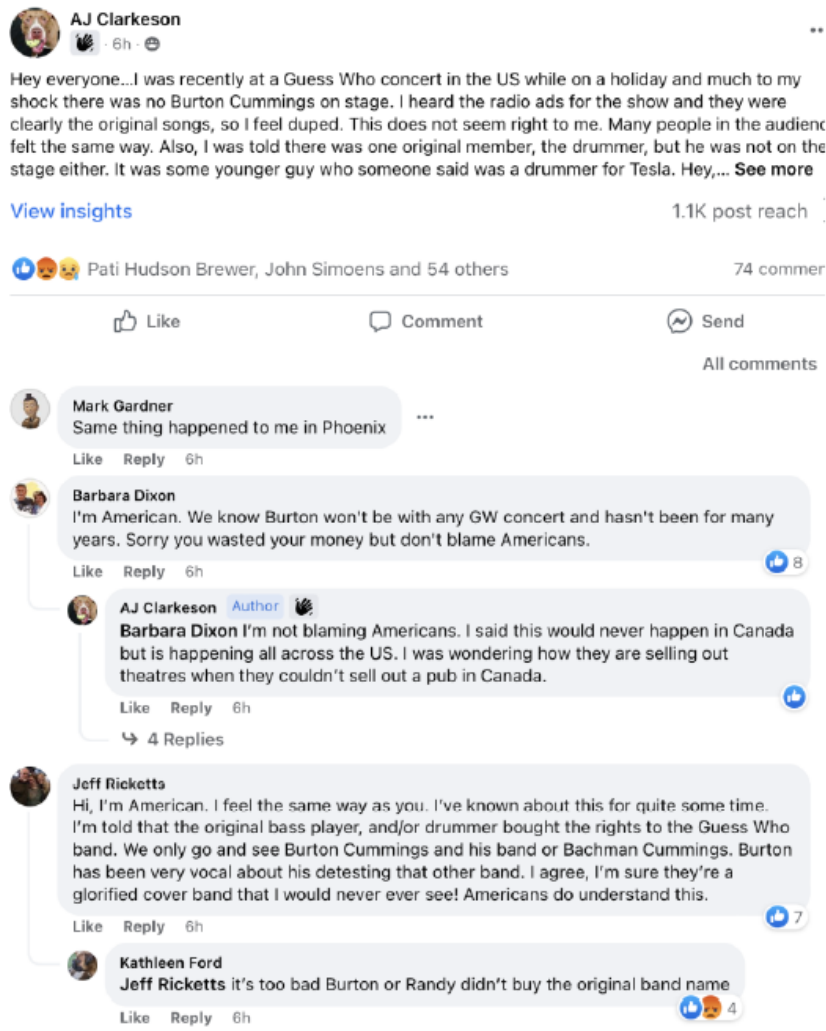 AJ Clarkeson
· 6h ·
Hey everyone...I was recently at a Guess Who concert in the US while on a holiday and much to my
shock there was no Burton Cummings on stage. I heard the radio ads for the show and they were
clearly the original songs, so I feel duped. This does not seem right to me. Many people in the audienc
felt the same way. Also, I was told there was one original member, the drummer, but he was not on the
stage either. It was some younger guy who someone said was a drummer for Tesla. Hey,... See more
View insights
1.1K post reach
Pati Hudson Brewer, John Simoens and 54 others
74 commer
Like
Comment
Send
All comments
Mark Gardner
Same thing happened to me in Phoenix
Like Reply 6h
Barbara Dixon
I'm American. We know Burton won't be with any GW concert and hasn't been for many
years. Sorry you wasted your money but don't blame Americans.
8
Like Reply 6h
AJ Clarkeson Author
Barbara Dixon I'm not blaming Americans. I said this would never happen in Canada
but is happening all across the US. I was wondering how they are selling out
theatres when they couldn't sell out a pub in Canada.
Like Reply 6h
4 Replies
Jeff Ricketts
Hi, I'm American. I feel the same way as you. I've known about this for quite some time.
I'm told that the original bass player, and/or drummer bought the rights to the Guess Who
band. We only go and see Burton Cummings and his band or Bachman Cummings. Burton
has been very vocal about his detesting that other band. I agree, I'm sure they're a
glorified cover band that I would never ever see! Americans do understand this.
7
Like Reply 6h
Kathleen Ford
Jeff Ricketts it's too bad Burton or Randy didn't buy the original band name
4
Like Reply 6h